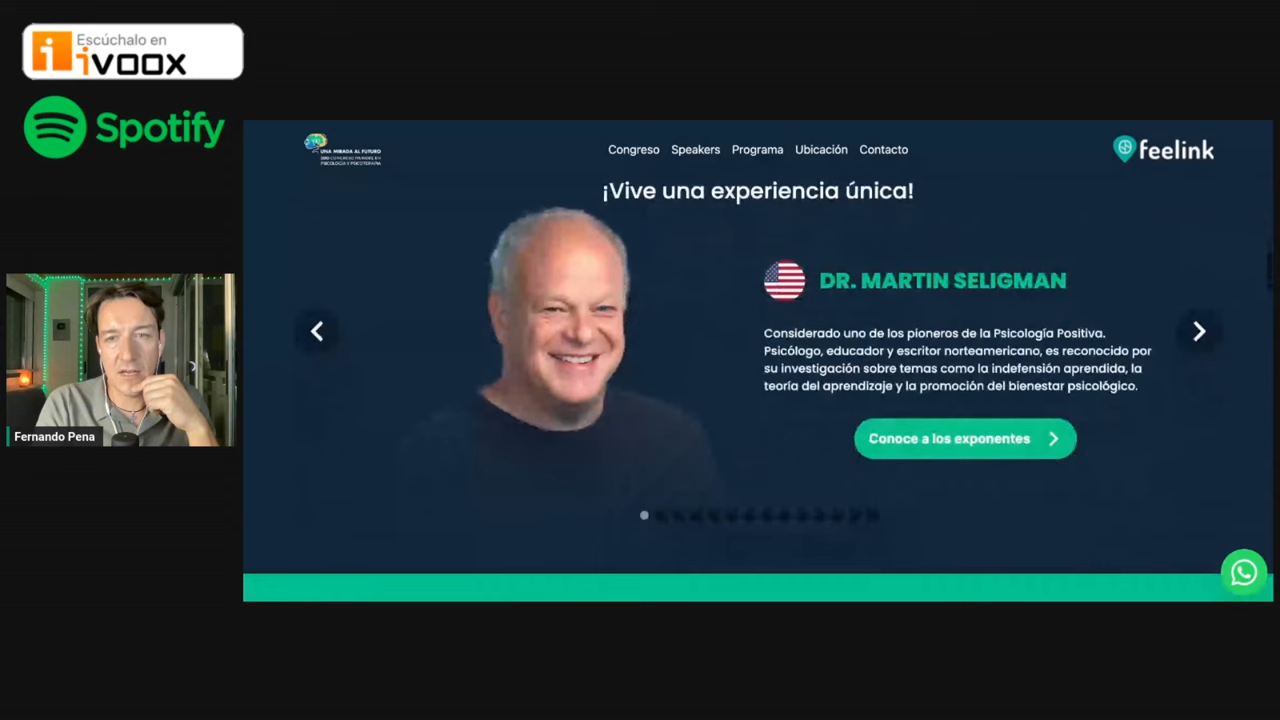 Escúchalo en
iVOOX
Spotify
UNA MIRADA AL FUTURO
PSICOLOGÍA Y PSICOTERAPIA
Congreso Speakers Programa Ubicación Contacto
feelink
¡Vive una experiencia única!
DR. MARTIN SELIGMAN
Considerado uno de los pioneros de la Psicología Positiva.
Psicólogo, educador y escritor norteamericano, es reconocido por
su investigación sobre temas como la indefensión aprendida, la
teoría del aprendizaje y la promoción del bienestar psicológico.
Conoce a los exponentes
Fernando Pena